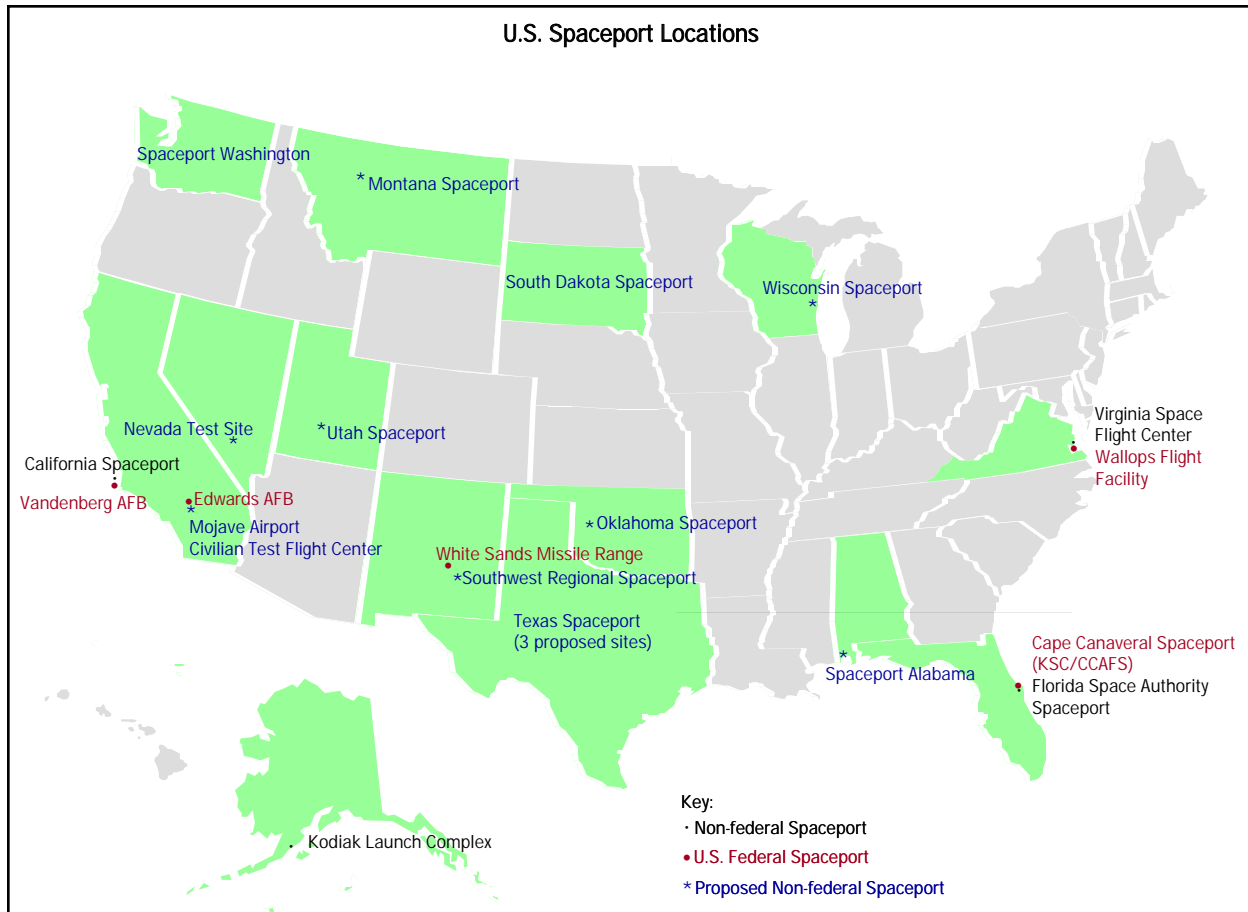 U.S. Spaceport Locations
Spaceport Washington
* Montana Spaceport
South Dakota Spaceport
Wisconsin Spaceport
*
Nevada Test Site
*
* Utah Spaceport
California Spaceport
Vandenberg AFB
Edwards AFB
*
Mojave Airport
Civilian Test Flight Center
Virginia Space
Flight Center
Wallops Flight
Facility
* Oklahoma Spaceport
White Sands Missile Range
*Southwest Regional Spaceport
Texas Spaceport
(3 proposed sites)
*
Spaceport Alabama
Cape Canaveral Spaceport
(KSC/CCAFS)
Florida Space Authority
Spaceport
Kodiak Launch Complex
Key:
· Non-federal Spaceport
• U.S. Federal Spaceport
* Proposed Non-federal Spaceport